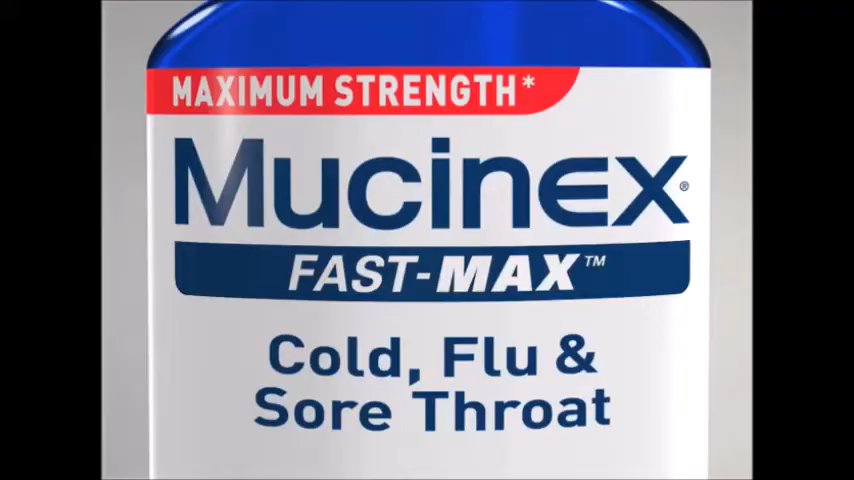 MAXIMUM STRENGTH*
Mucinex®
FAST-MAX™
Cold, Flu &
Sore Throat